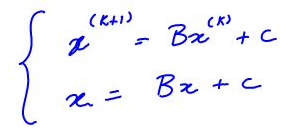 x^{(k+1)} = Bx^{(k)} + c
x = Bx + c